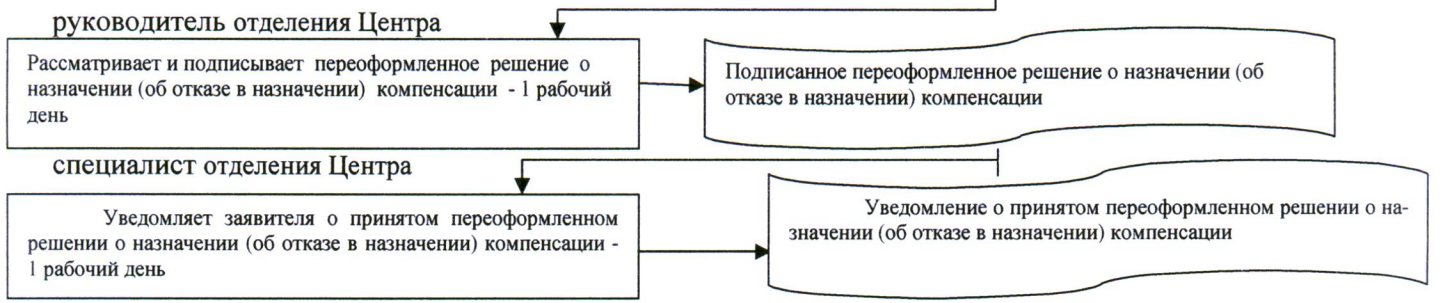 руководитель отделения Центра
Рассматривает и подписывает переоформленное решение о
назначении (об отказе в назначении) компенсации - 1 рабочий
день
Подписанное переоформленное решение о назначении (об
отказе в назначении) компенсации
специалист отделения Центра
Уведомляет заявителя о принятом переоформленном
решении о назначении (об отказе в назначении) компенсации -
1 рабочий день
Уведомление о принятом переоформленном решении о на-
значении (об отказе в назначении) компенсации